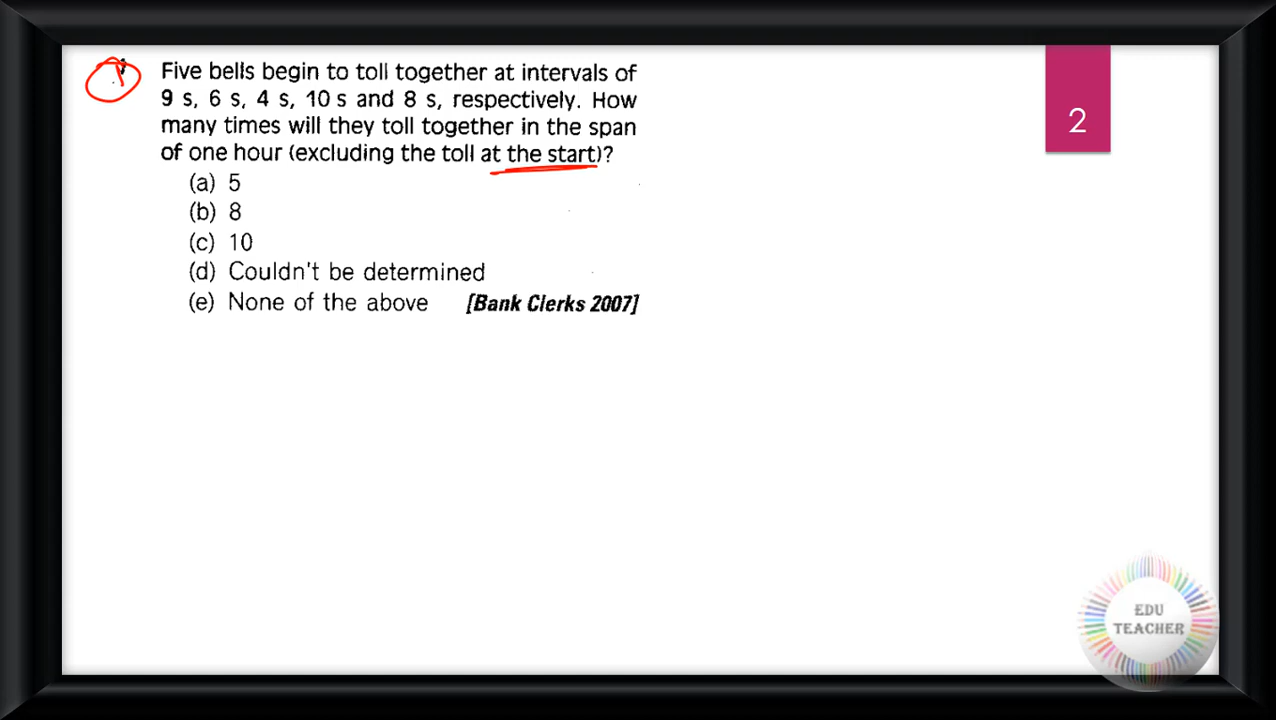 Five bells begin to toll together at intervals of
9 s, 6 s, 4 s, 10 s and 8 s, respectively. How
many times will they toll together in the span
of one hour (excluding the toll at the start)?
(a) 5
(b) 8
(c) 10
(d) Couldn't be determined
(e) None of the above [Bank Clerks 2007]
2
EDU
TEACHER